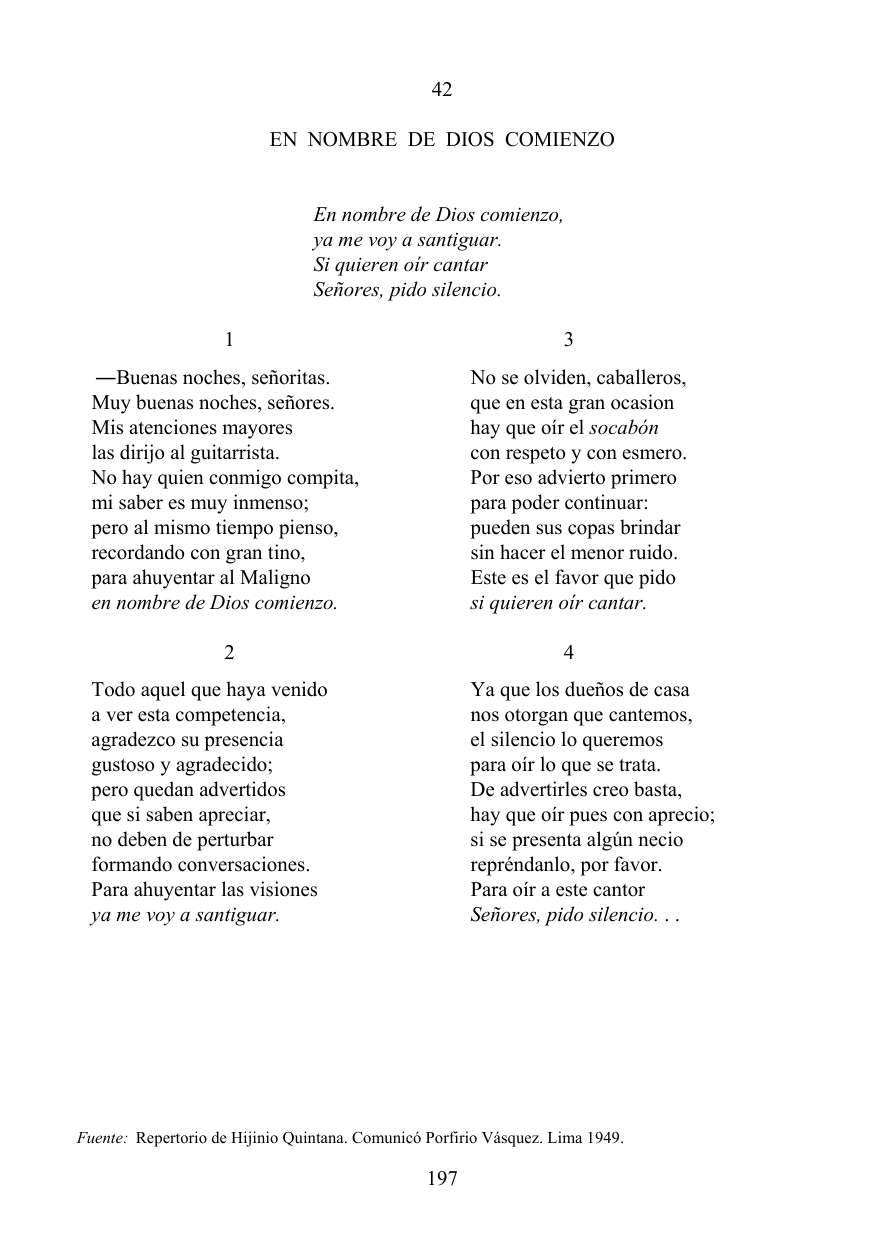 42
EN NOMBRE DE DIOS COMIENZO
En nombre de Dios comienzo,
ya me voy a santiguar.
Si quieren oír cantar
Señores, pido silencio.
1
—Buenas noches, señoritas.
Muy buenas noches, señores.
Mis atenciones mayores
las dirijo al guitarrista.
No hay quien conmigo compita,
mi saber es muy inmenso;
pero al mismo tiempo pienso,
recordando con gran tino,
para ahuyentar al Maligno
en nombre de Dios comienzo.
2
Todo aquel que haya venido
a ver esta competencia,
agradezco su presencia
gustoso y agradecido;
pero quedan advertidos
que si saben apreciar,
no deben de perturbar
formando conversaciones.
Para ahuyentar las visiones
ya me voy a santiguar.
3
No se olviden, caballeros,
que en esta gran ocasion
hay que oír el socabón
con respeto y con esmero.
Por eso advierto primero
para poder continuar:
pueden sus copas brindar
sin hacer el menor ruido.
Este es el favor que pido
si quieren oír cantar.
4
Ya que los dueños de casa
nos otorgan que cantemos,
el silencio lo queremos
para oír lo que se trata.
De advertirles creo basta,
hay que oír pues con aprecio;
si se presenta algún necio
repréndanlo, por favor.
Para oír a este cantor
Señores, pido silencio. . .
Fuente: Repertorio de Hijinio Quintana. Comunicó Porfirio Vásquez. Lima 1949.
197